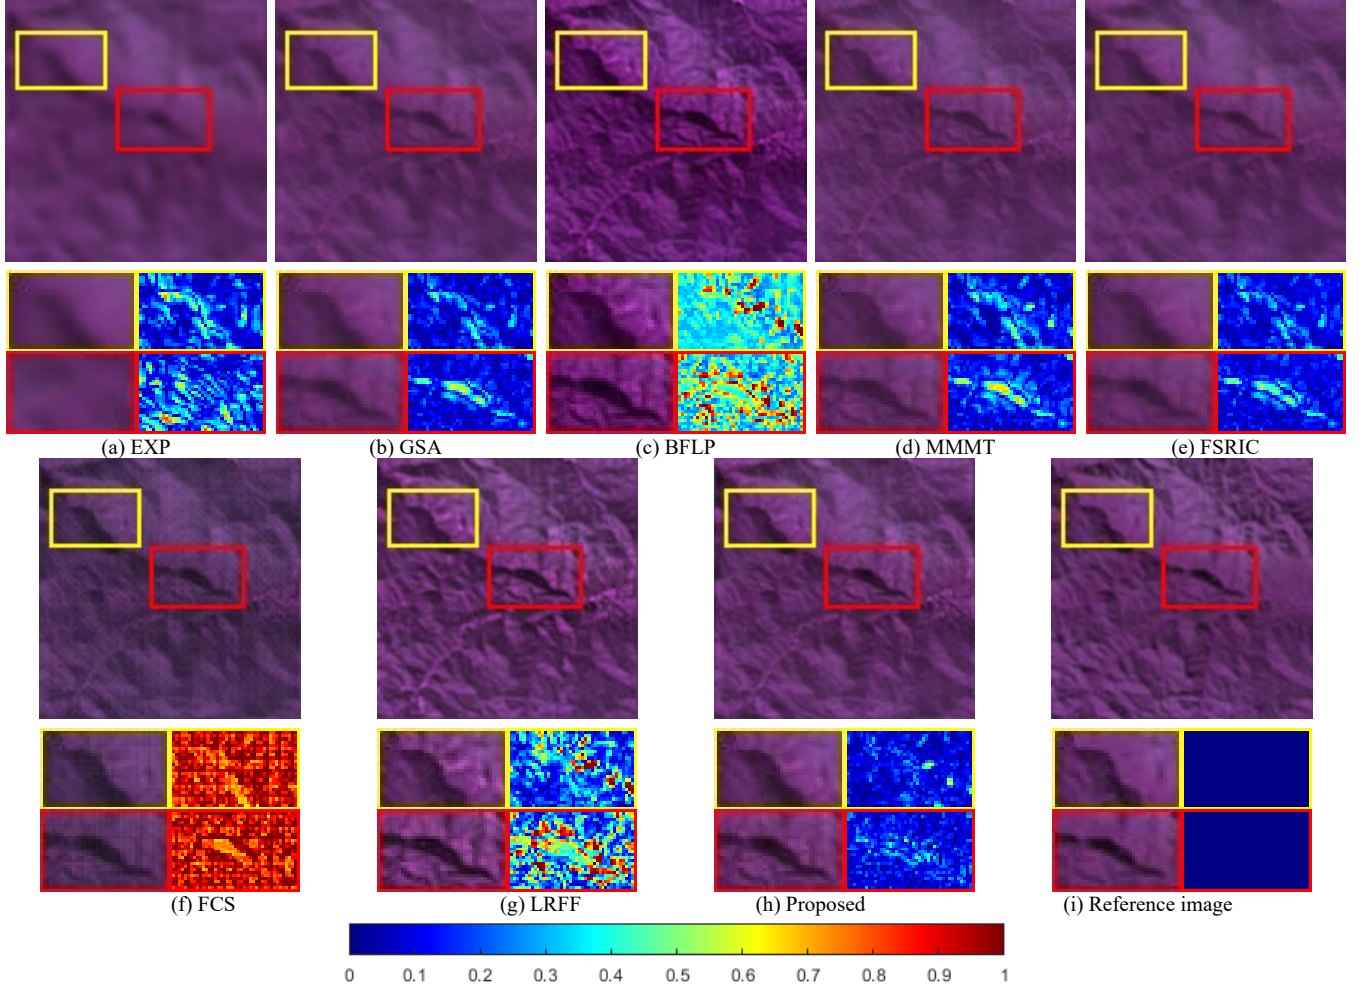 (a) EXP
(b) GSA
(c) BFLP
(d) MMMT
(e) FSRIC
(f) FCS
(g) LRFF
(h) Proposed
(i) Reference image
0 0.1 0.2 0.3 0.4 0.5 0.6 0.7 0.8 0.9 1